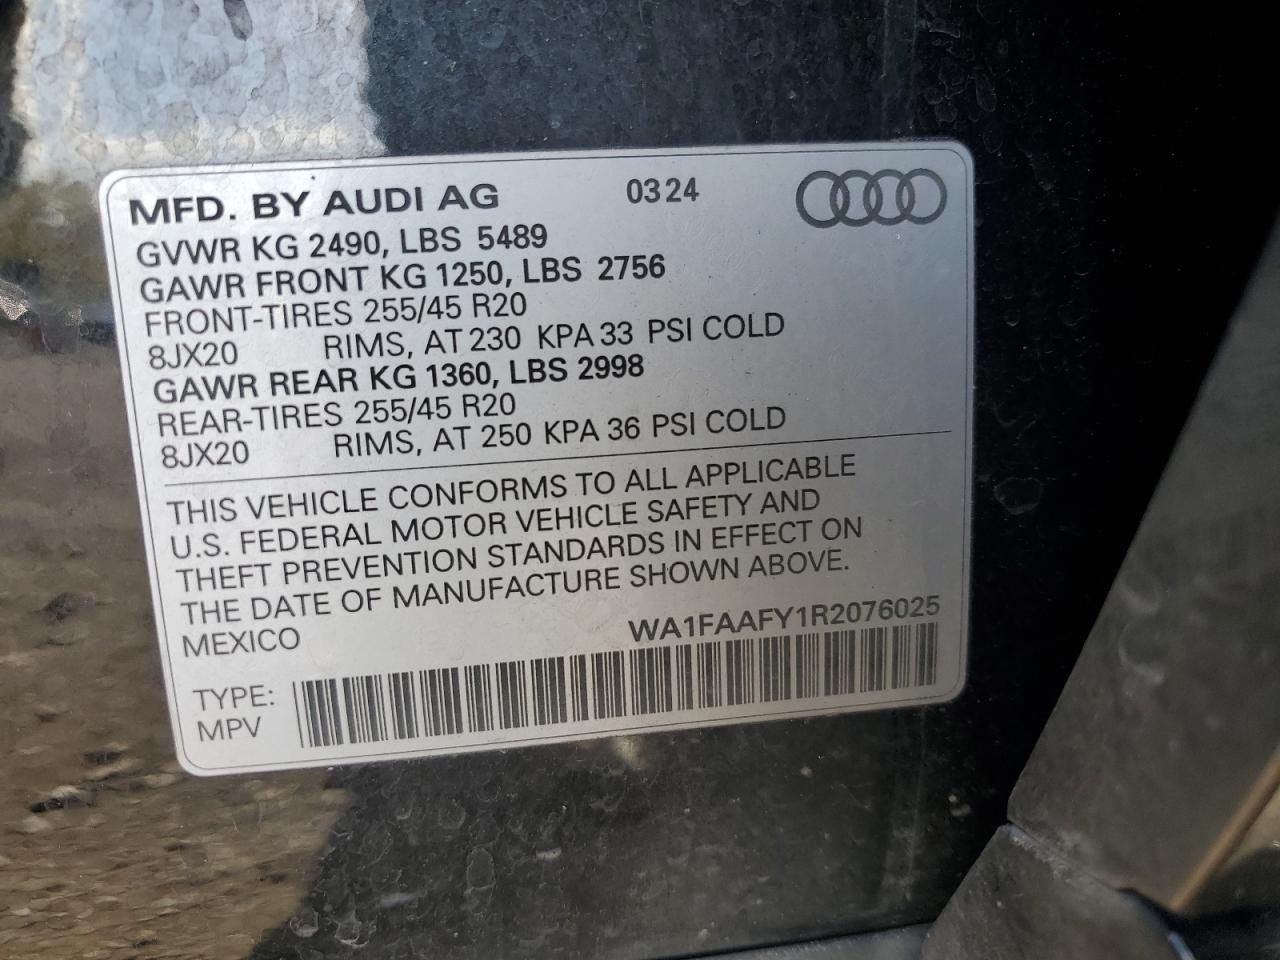 MFD. BY AUDI AG 0324
GVWR KG 2490, LBS 5489
GAWR FRONT KG 1250, LBS 2756
FRONT-TIRES 255/45 R20
8JX20 RIMS, AT 230 KPA 33 PSI COLD
GAWR REAR KG 1360, LBS 2998
REAR-TIRES 255/45 R20
8JX20 RIMS, AT 250 KPA 36 PSI COLD
THIS VEHICLE CONFORMS TO ALL APPLICABLE
U.S. FEDERAL MOTOR VEHICLE SAFETY AND
THEFT PREVENTION STANDARDS IN EFFECT ON
THE DATE OF MANUFACTURE SHOWN ABOVE.
MEXICO WA1FAAFY1R2076025
TYPE:
MPV